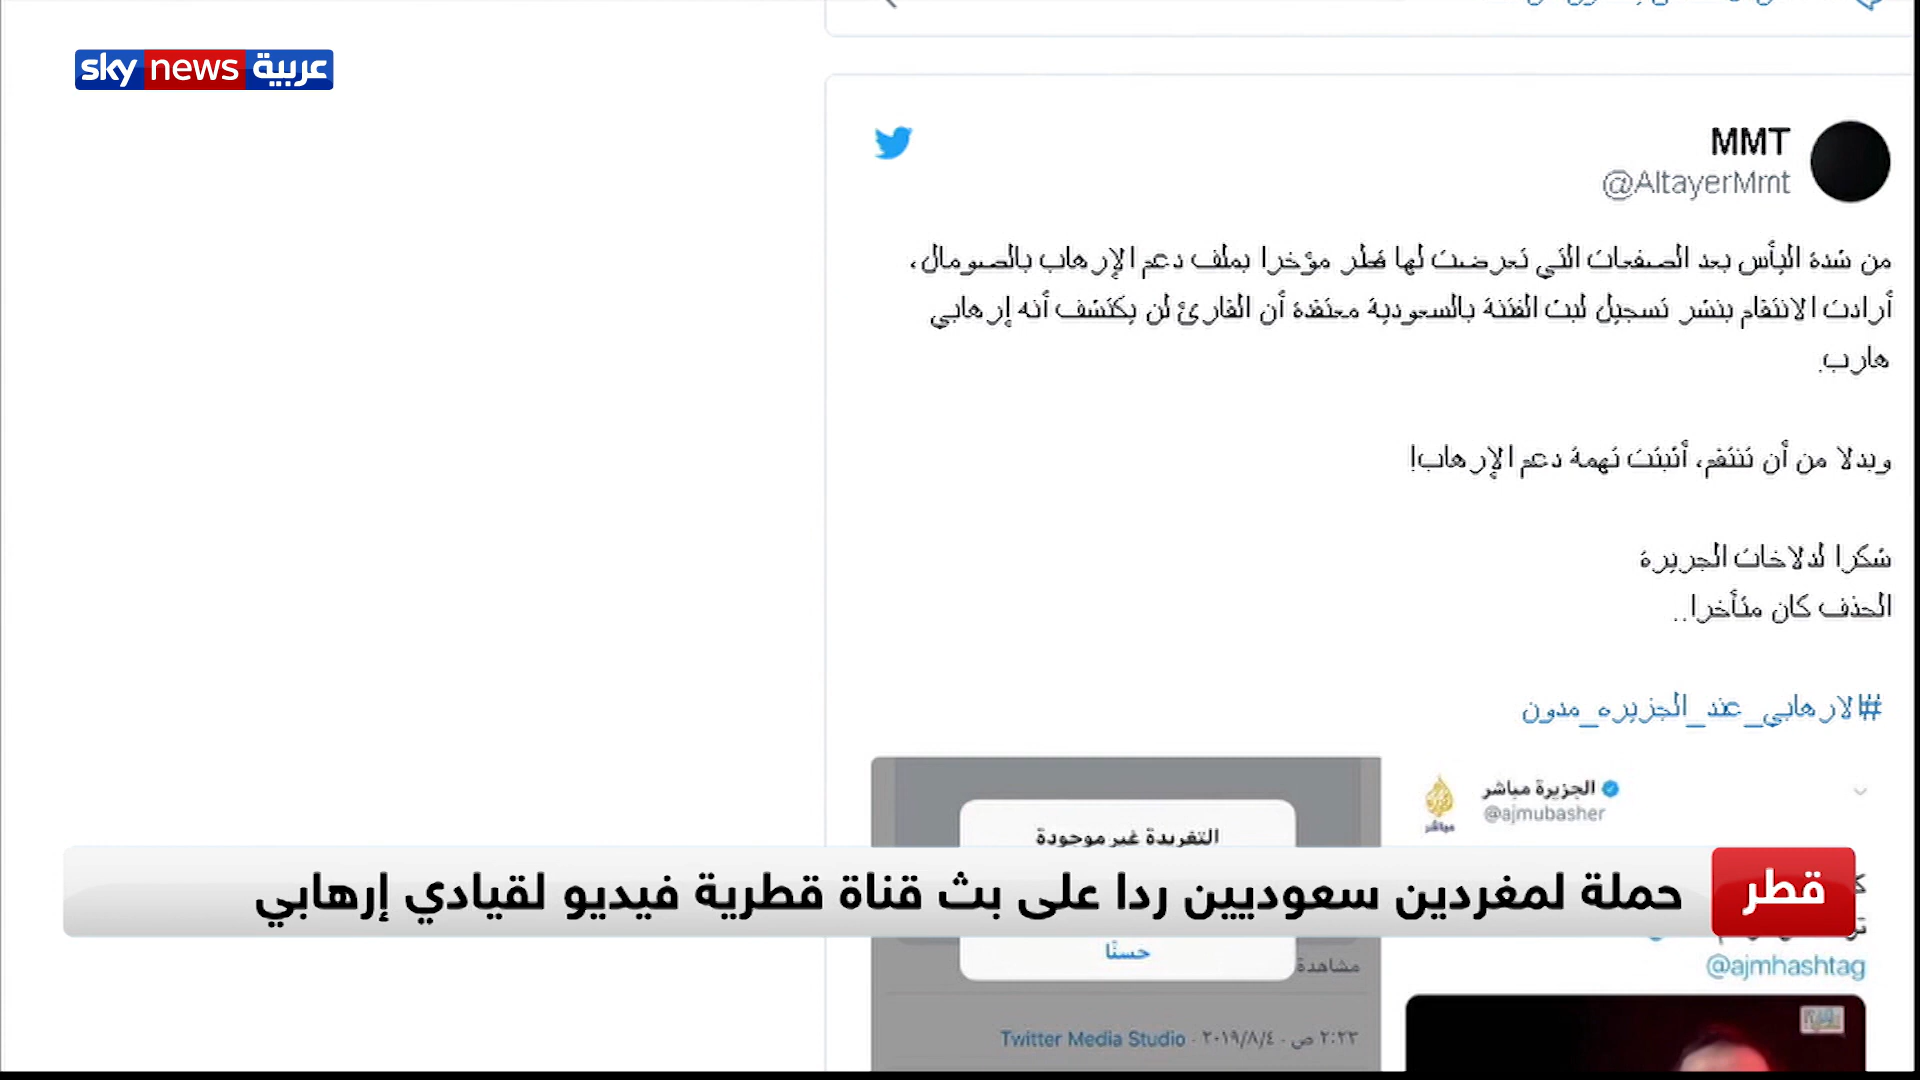 sky news عربية
MMT
@AltayerMmt
من شدة اليأس بعد الصفعات التي تعرضت لها قطر مؤخرا بملف دعم الإرهاب بالصومال،
أرادت الانتقام بنشر تسجيل لبث الفتنة بالسعودية معتقدة أن القارئ لن يكتشف أنه إرهابي
هارب.
وبدلا من أن تنتقم، أثبتت تهمة دعم الإرهاب!
شكرا لدلاخات الجزيرة
الحذف كان متأخرا..
#لارهابي_عند_الجزيره_مدون
الجزيرة مباشر
@ajmubasher
مباشر
التغريدة غير موجودة
قطر
حملة لمغردين سعوديين ردا على بث قناة قطرية فيديو لقيادي إرهابي
حسنًا
مشاهدة
@ajmhashtag
٢:٢٣ ص · ٢٠١٩/٨/٤ · Twitter Media Studio